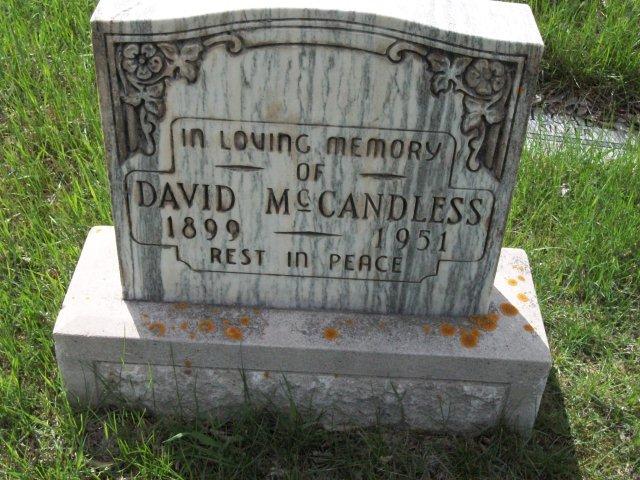 IN LOVING MEMORY
OF
DAVID McCANDLESS
1899 — 1951
REST IN PEACE